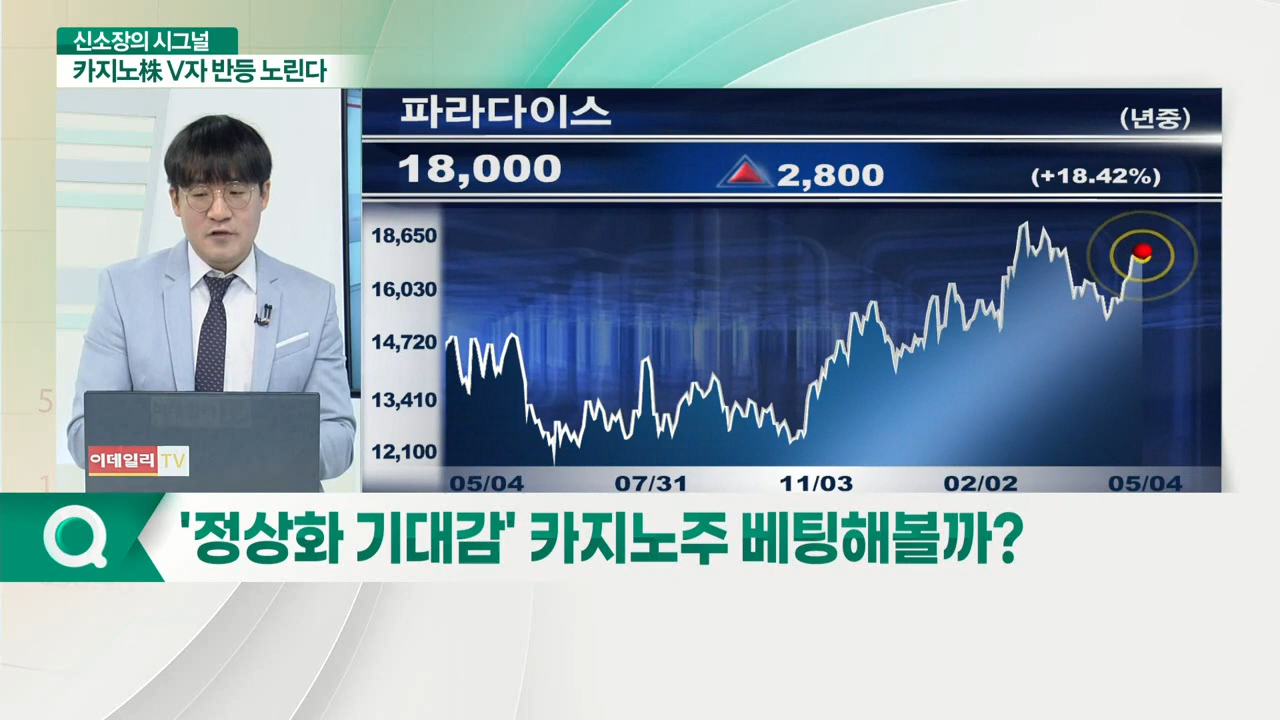 신소장의 시그널
카지노株 V자 반등 노린다
파라다이스
(년중)
18,000
2,800
(+18.42%)
18,650
16,030
14,720
13,410
12,100
05/04
07/31
11/03
02/02
05/04
5
1
이데일리 TV
'정상화 기대감' 카지노주 베팅해볼까?